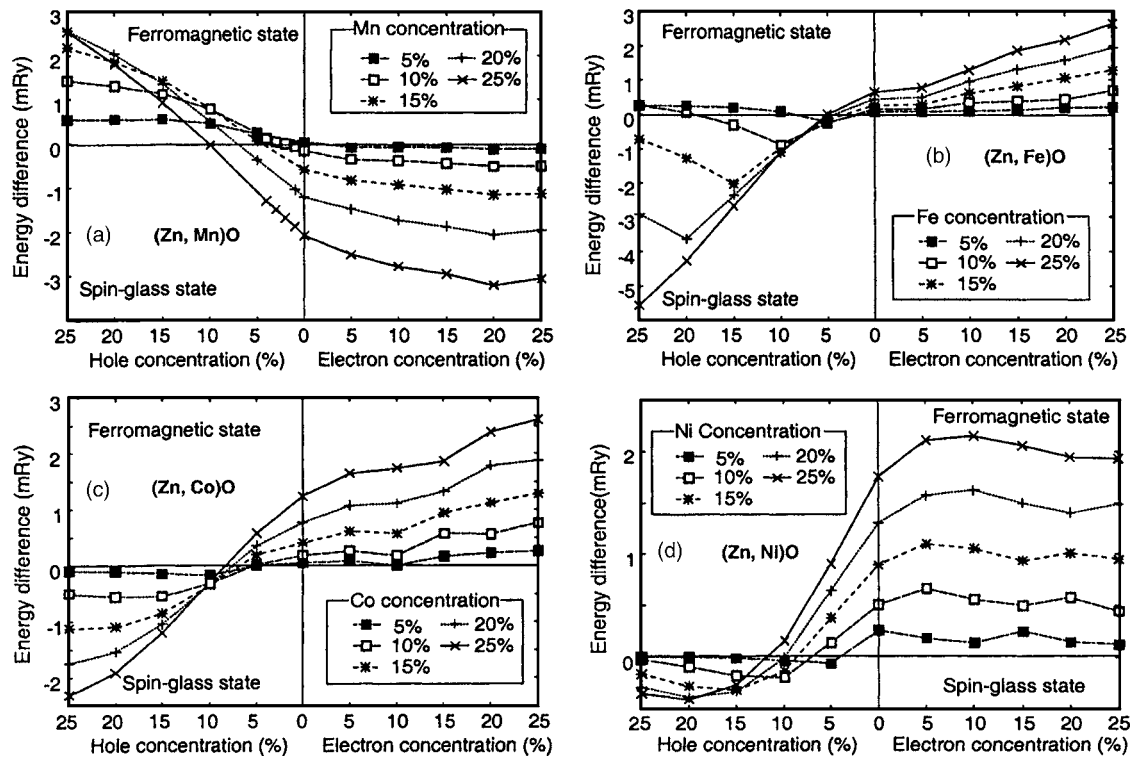 Energy difference (mRy)
3
2
1
0
-1
-2
-3
Ferromagnetic state
Mn concentration
5%
20%
10%
25%
15%
(a)
(Zn, Mn)O
Spin-glass state
25 20 15 10 5 0 5 10 15 20 25
Hole concentration (%) Electron concentration (%)
Energy difference (mRy)
3
2
1
0
-1
-2
-3
-4
-5
Ferromagnetic state
(b)
(Zn, Fe)O
Fe concentration
5%
20%
10%
25%
15%
Spin-glass state
25 20 15 10 5 0 5 10 15 20 25
Hole concentration (%) Electron concentration (%)
Energy difference (mRy)
3
2
1
0
-1
-2
Ferromagnetic state
(c)
(Zn, Co)O
Co concentration
5%
20%
10%
25%
15%
Spin-glass state
25 20 15 10 5 0 5 10 15 20 25
Hole concentration (%) Electron concentration (%)
Energy difference(mRy)
2
1
0
Ferromagnetic state
Ni Concentration
5%
20%
10%
25%
15%
(d)
(Zn, Ni)O
Spin-glass state
25 20 15 10 5 0 5 10 15 20 25
Hole concentration (%) Electron concentration (%)